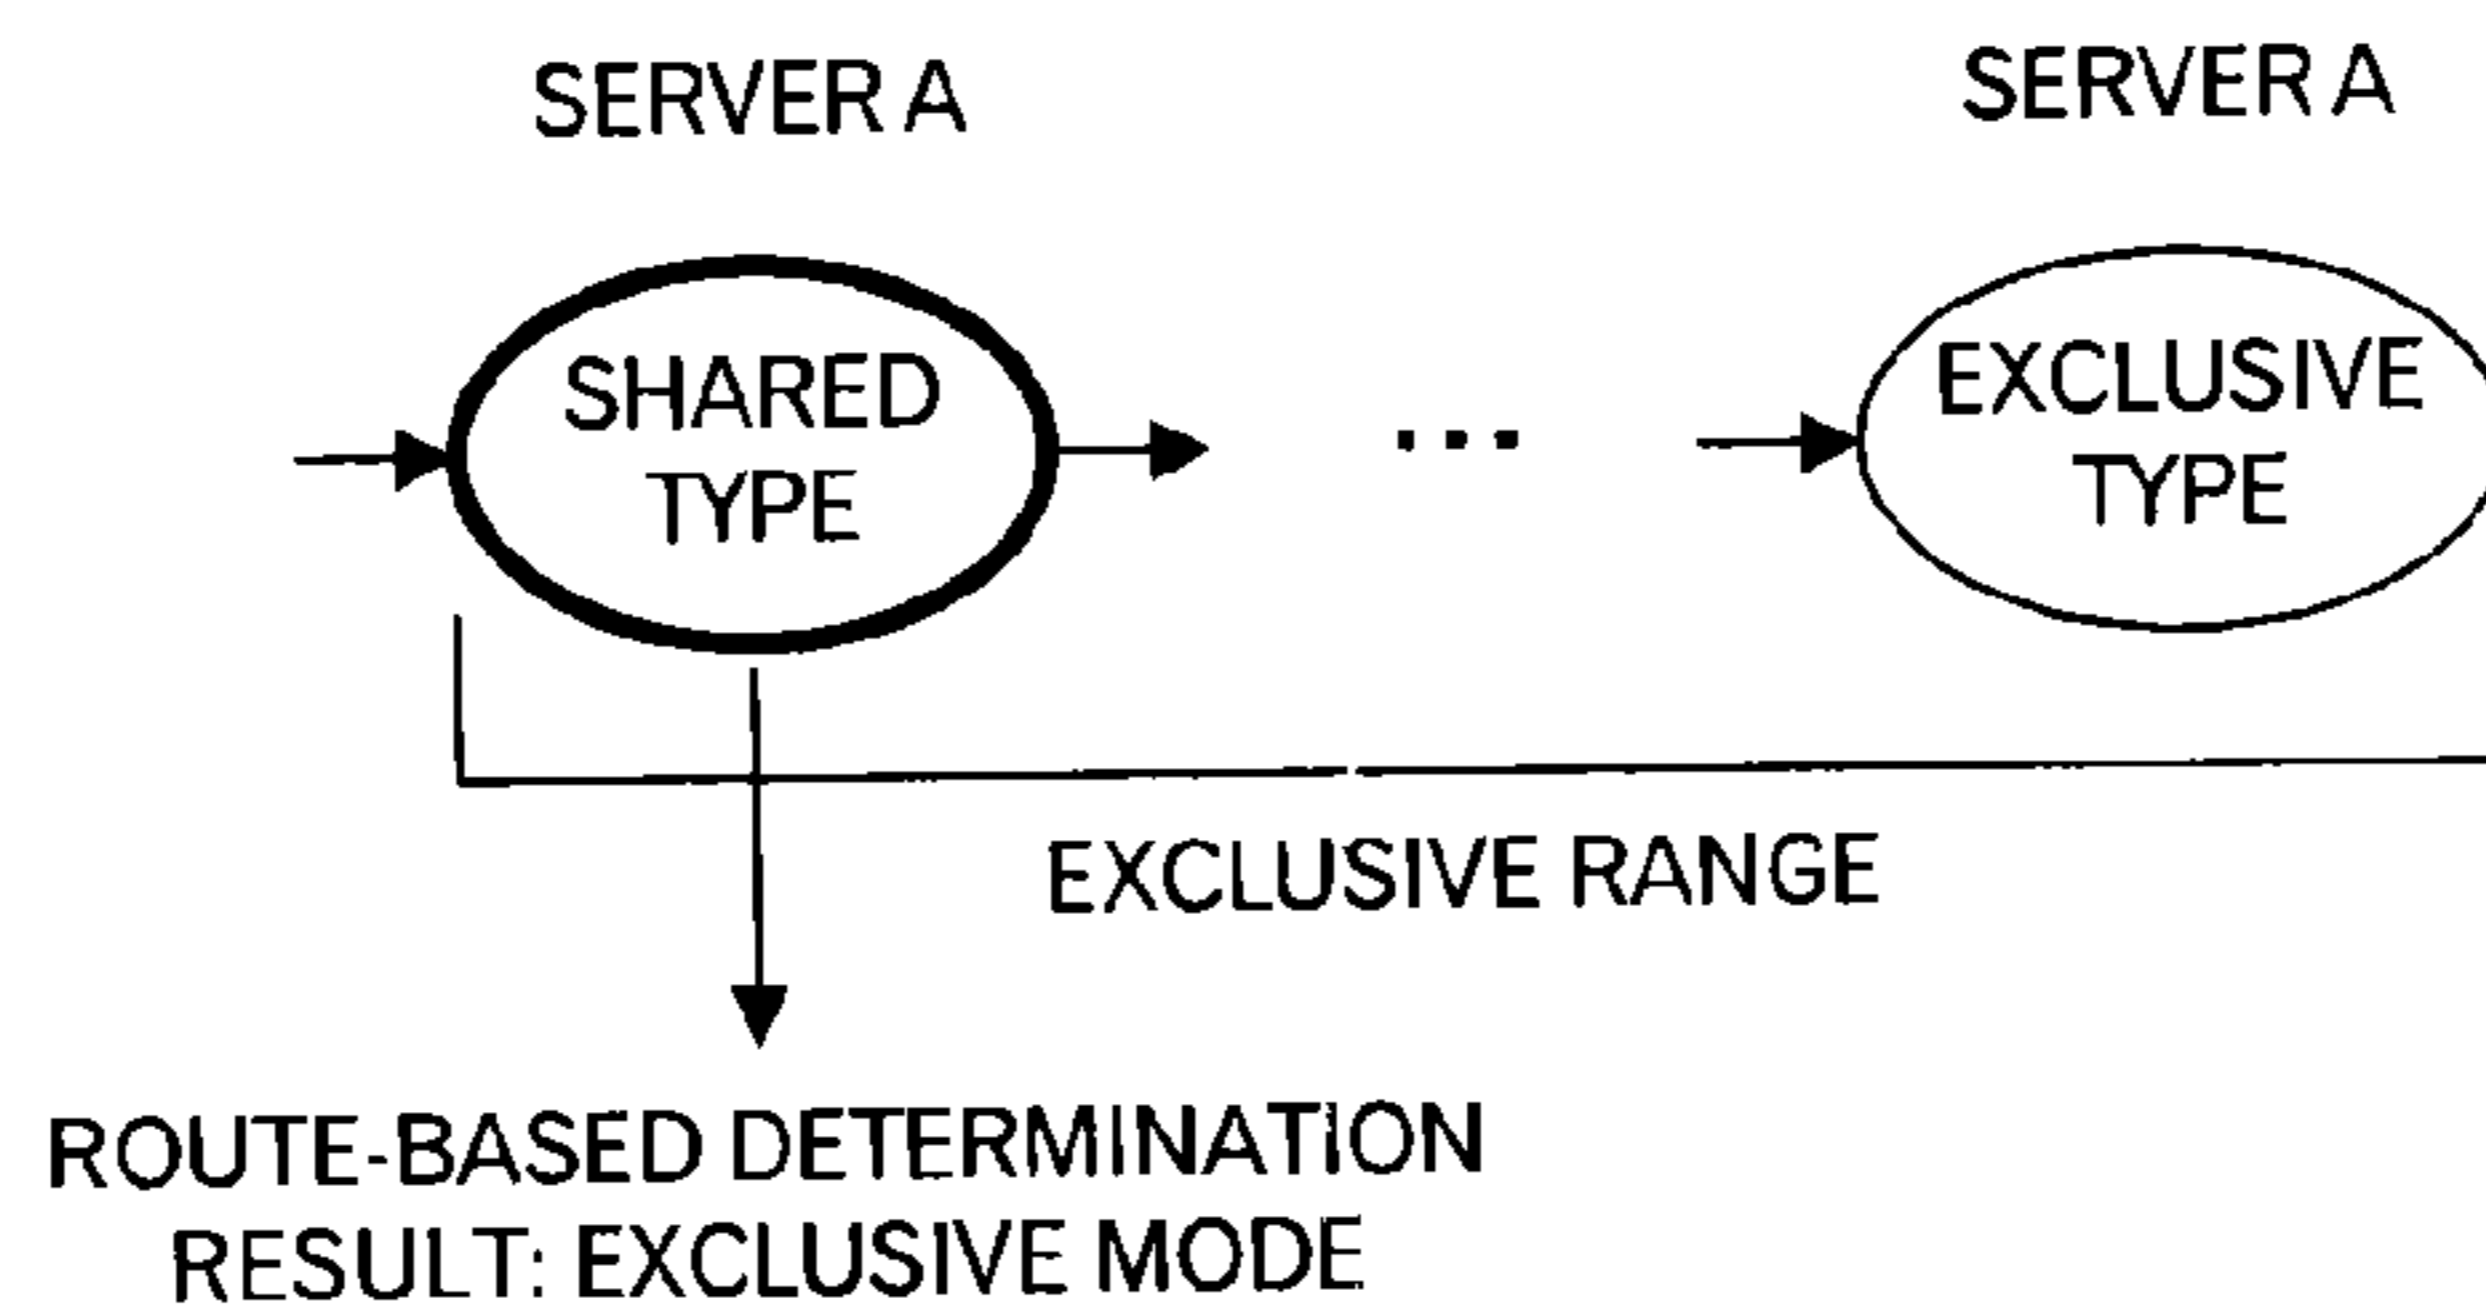 SERVER A
SERVER A
SHARED
TYPE
...
EXCLUSIVE
TYPE
EXCLUSIVE RANGE
ROUTE-BASED DETERMINATION
RESULT: EXCLUSIVE MODE